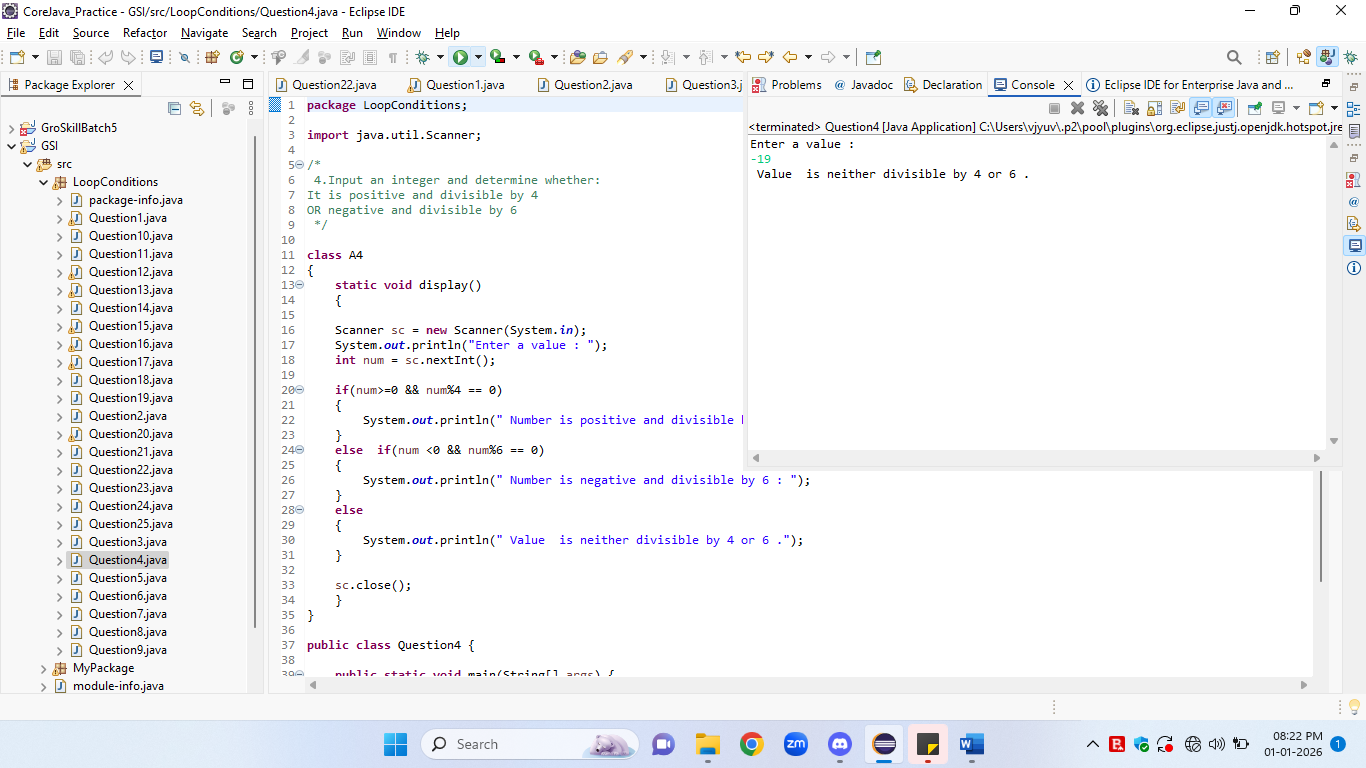 CoreJava_Practice - GSI/src/LoopConditions/Question4.java - Eclipse IDE
File Edit Source Refactor Navigate Search Project Run Window Help
Package Explorer
GroSkillBatch5
GSI
src
LoopConditions
package-info.java
Question1.java
Question10.java
Question11.java
Question12.java
Question13.java
Question14.java
Question15.java
Question16.java
Question17.java
Question18.java
Question19.java
Question2.java
Question20.java
Question21.java
Question22.java
Question23.java
Question24.java
Question25.java
Question3.java
Question4.java
Question5.java
Question6.java
Question7.java
Question8.java
Question9.java
MyPackage
module-info.java
Question22.java Question1.java Question2.java Question3.j
1 package LoopConditions;
2
3 import java.util.Scanner;
4
5 /*
6 4.Input an integer and determine whether:
7 It is positive and divisible by 4
8 OR negative and divisible by 6
9 */
10
11 class A4
12 {
13 static void display()
14 {
15
16 Scanner sc = new Scanner(System.in);
17 System.out.println("Enter a value : ");
18 int num = sc.nextInt();
19
20 if(num>=0 && num%4 == 0)
21 {
22 System.out.println(" Number is positive and divisible
23 }
24 else if(num <0 && num%6 == 0)
25 {
26 System.out.println(" Number is negative and divisible by 6 : ");
27 }
28 else
29 {
30 System.out.println(" Value is neither divisible by 4 or 6 .");
31 }
32
33 sc.close();
34 }
35 }
36
37 public class Question4 {
38
39 public static void main(String[] args) {
Problems @ Javadoc Declaration Console Eclipse IDE for Enterprise Java and ...
<terminated> Question4 [Java Application] C:\Users\vjyuv\.p2\pool\plugins\org.eclipse.justj.openjdk.hotspot.jre
Enter a value :
-19
Value is neither divisible by 4 or 6 .
Search
zm
W
08:22 PM
01-01-2026
1